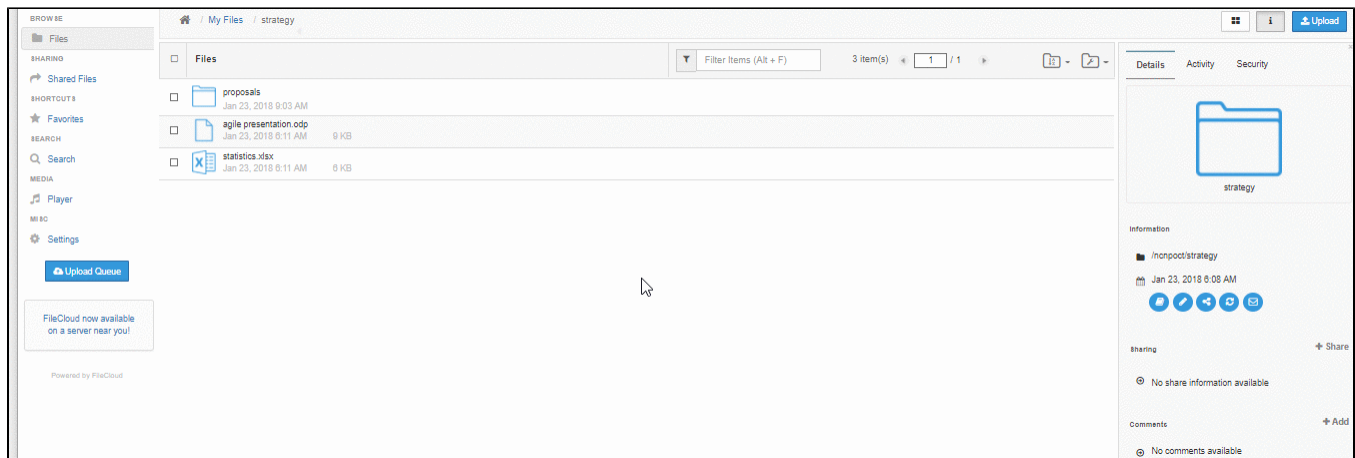 BROWSE
Files
SHARING
Shared Files
SHORTCUTS
Favorites
SEARCH
Search
MEDIA
Player
MISC
Settings
Upload Queue
FileCloud now available
on a server near you!
Powered by FileCloud
/ My Files / strategy
i Upload
Files
Filter Items (Alt + F)
3 item(s) 1 / 1
proposals
Jan 23, 2018 9:03 AM
agile presentation.odp
Jan 23, 2018 6:11 AM 9 KB
statistics.xlsx
Jan 23, 2018 6:11 AM 6 KB
Details Activity Security
strategy
Information
/ncnpoct/strategy
Jan 23, 2018 6:08 AM
Sharing + Share
No share information available
Comments + Add
No comments available